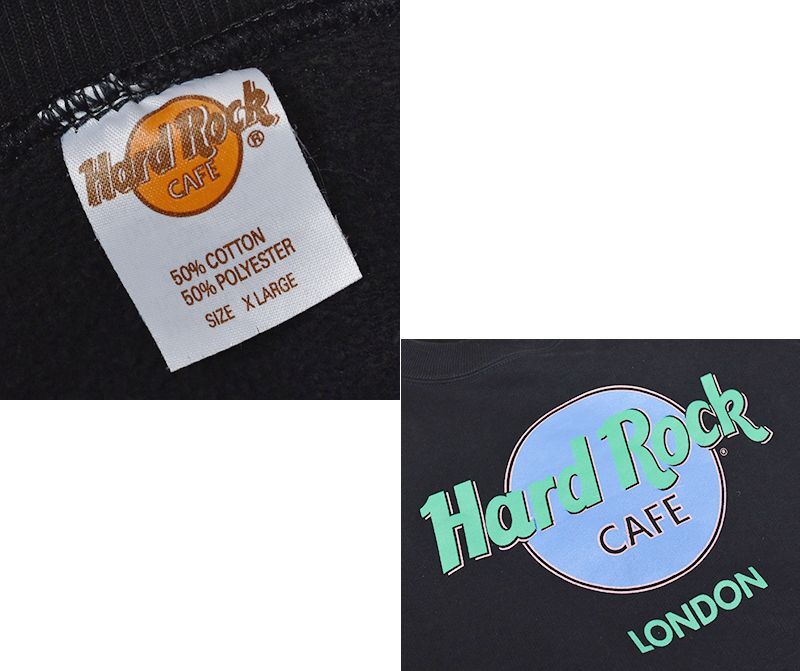 Hard Rock
®
CAFE
50% COTTON
50% POLYESTER
SIZE X LARGE
Hard Rock
®
CAFE
LONDON